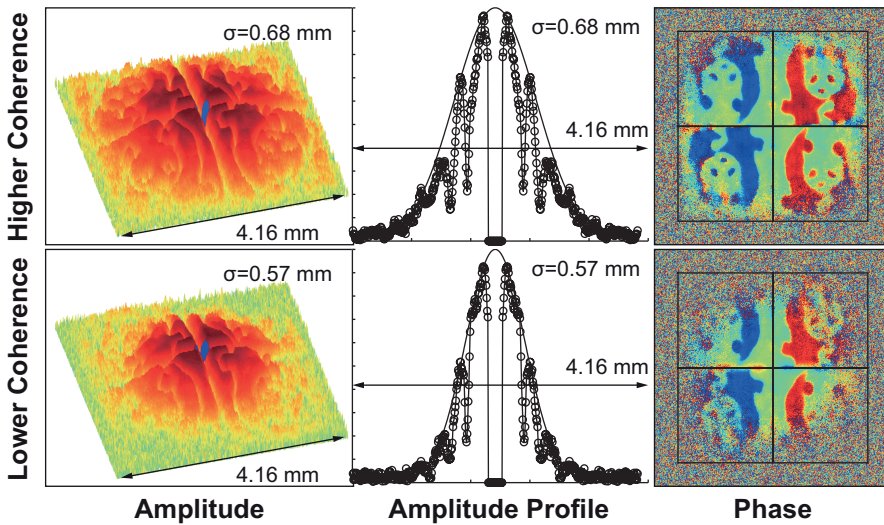 Higher Coherence
σ=0.68 mm
4.16 mm
σ=0.68 mm
4.16 mm
Lower Coherence
σ=0.57 mm
4.16 mm
σ=0.57 mm
4.16 mm
Amplitude
Amplitude Profile
Phase